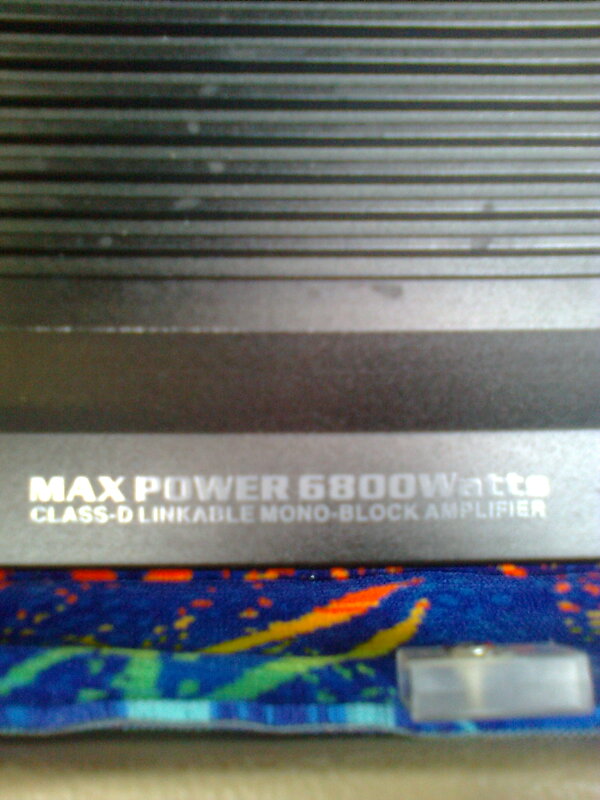 MAX POWER 6800Watts
CLASS-D LINKABLE MONO-BLOCK AMPLIFIER